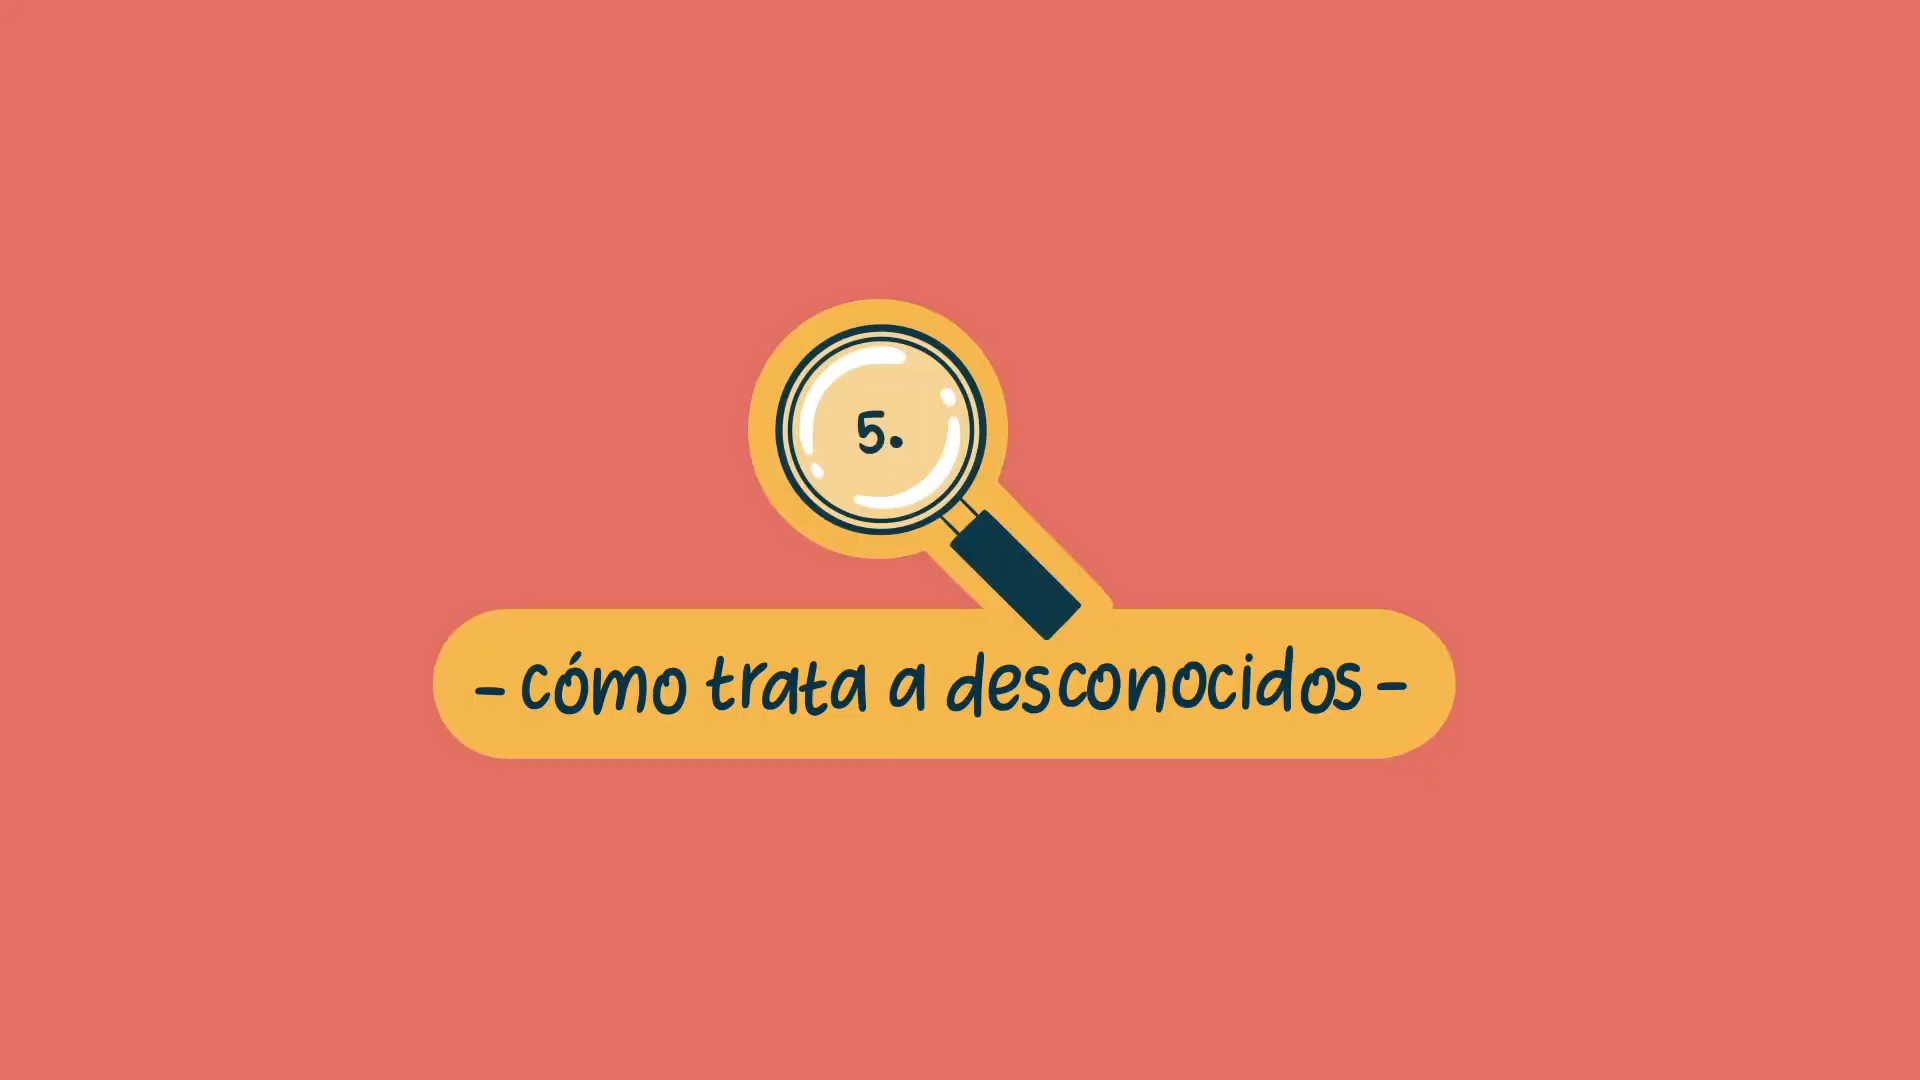 5.
- cómo trata a desconocidos -